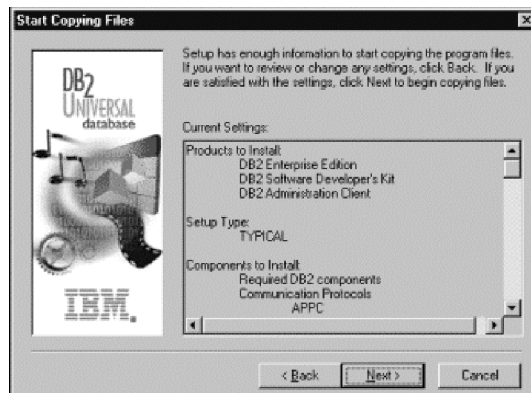 Start Copying Files
DB2
UNIVERSAL
database
IBM.
Setup has enough information to start copying the program files.
If you want to review or change any settings, click Back. If you
are satisfied with the settings, click Next to begin copying files.
Current Settings:
Products to Install:
DB2 Enterprise Edition
DB2 Software Developer's Kit
DB2 Administration Client
Setup Type:
TYPICAL
Components to Install:
Required DB2 components
Communication Protocols
APPC
< Back
Next >
Cancel